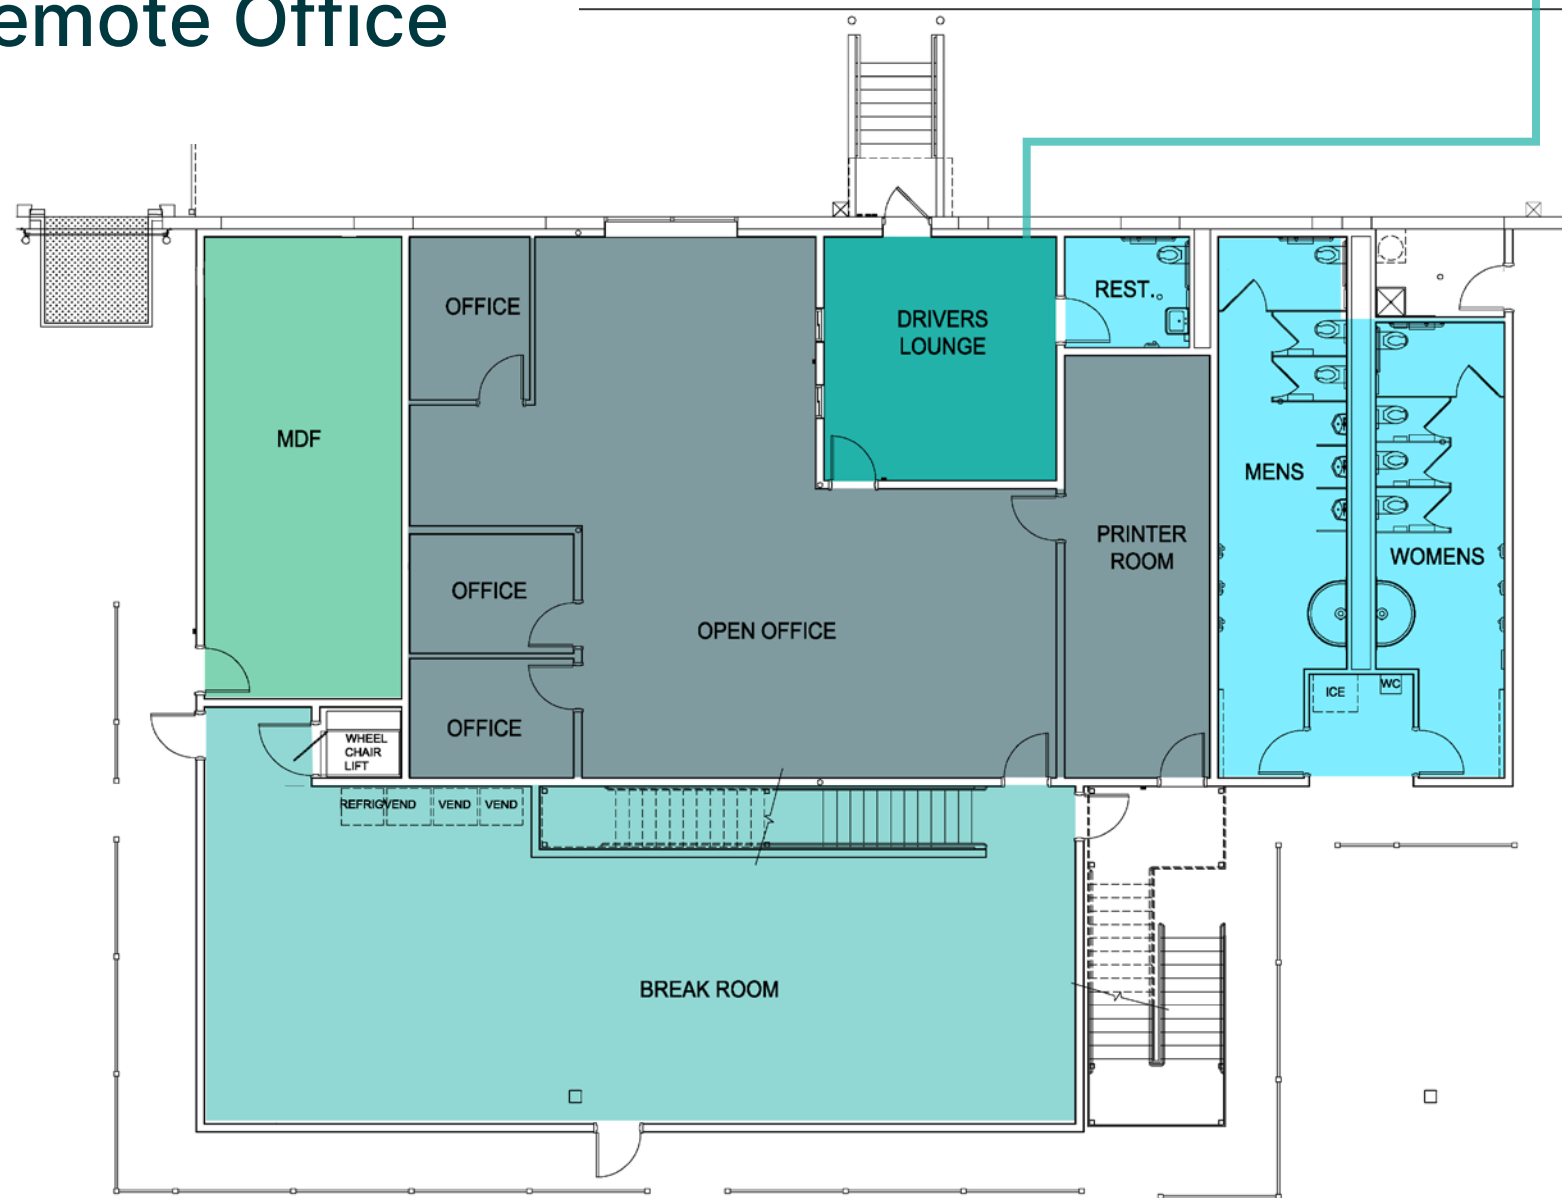 emote Office
OFFICE
REST.
DRIVERS
LOUNGE
MDF
MENS
PRINTER
ROOM
WOMENS
OFFICE
OPEN OFFICE
ICE
WC
OFFICE
WHEEL
CHAIR
LIFT
REFRIG VEND VEND VEND
BREAK ROOM